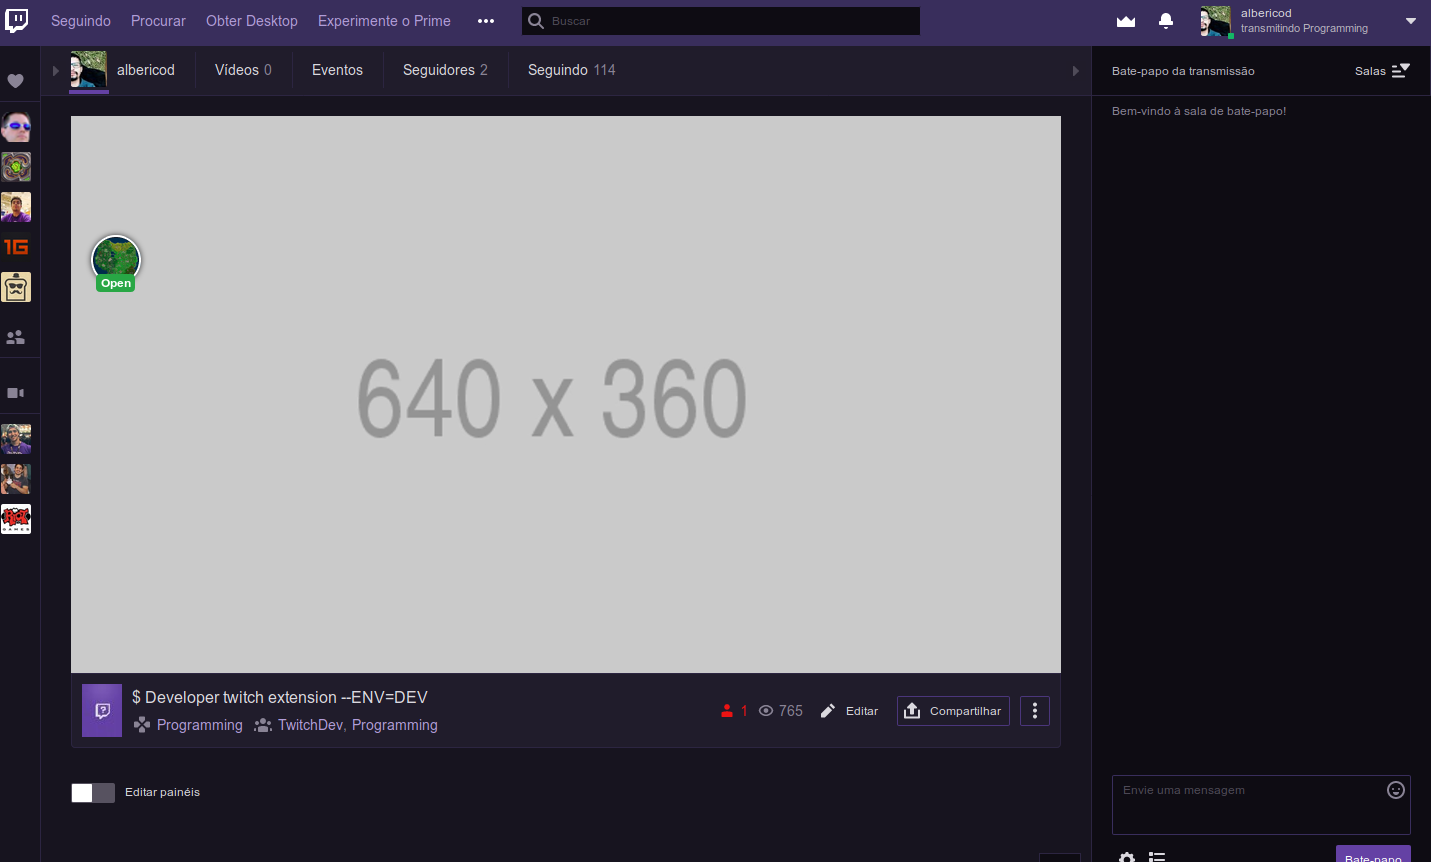 Seguindo Procurar Obter Desktop Experimente o Prime Buscar albericod
transmitindo Programming
albericod Vídeos 0 Eventos Seguidores 2 Seguindo 114
Bate-papo da transmissão Salas
Bem-vindo à sala de bate-papo!
1G
Open
640 x 360
$ Developer twitch extension --ENV=DEV
Programming TwitchDev, Programming
1 765 Editar Compartilhar
Editar painéis
Envie uma mensagem
Bate-papo